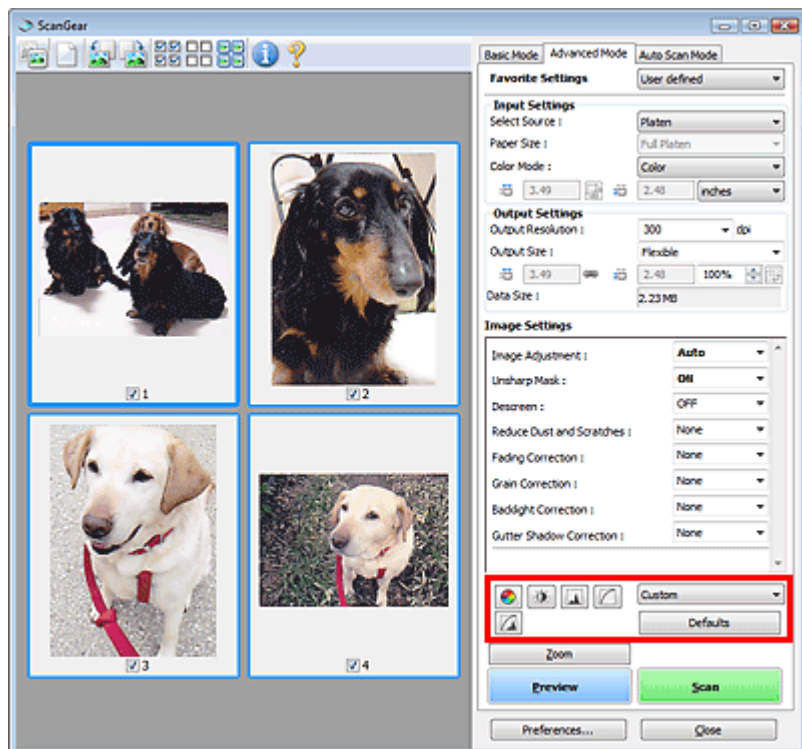 ScanGear
Basic Mode Advanced Mode Auto Scan Mode
Favorite Settings User defined
Input Settings
Select Source : Platen
Paper Size : Full Platen
Color Mode : Color
3.49 2.48 inches
Output Settings
Output Resolution : 300 dpi
Output Size : Flexible
3.49 2.48 100%
Data Size : 2.23 MB
Image Settings
Image Adjustment : Auto
Unsharp Mask : ON
Descreen : OFF
Reduce Dust and Scratches : None
Fading Correction : None
Grain Correction : None
Backlight Correction : None
Gutter Shadow Correction : None
1 2
3 4
Custom
Defaults
Zoom
Preview Scan
Preferences... Close